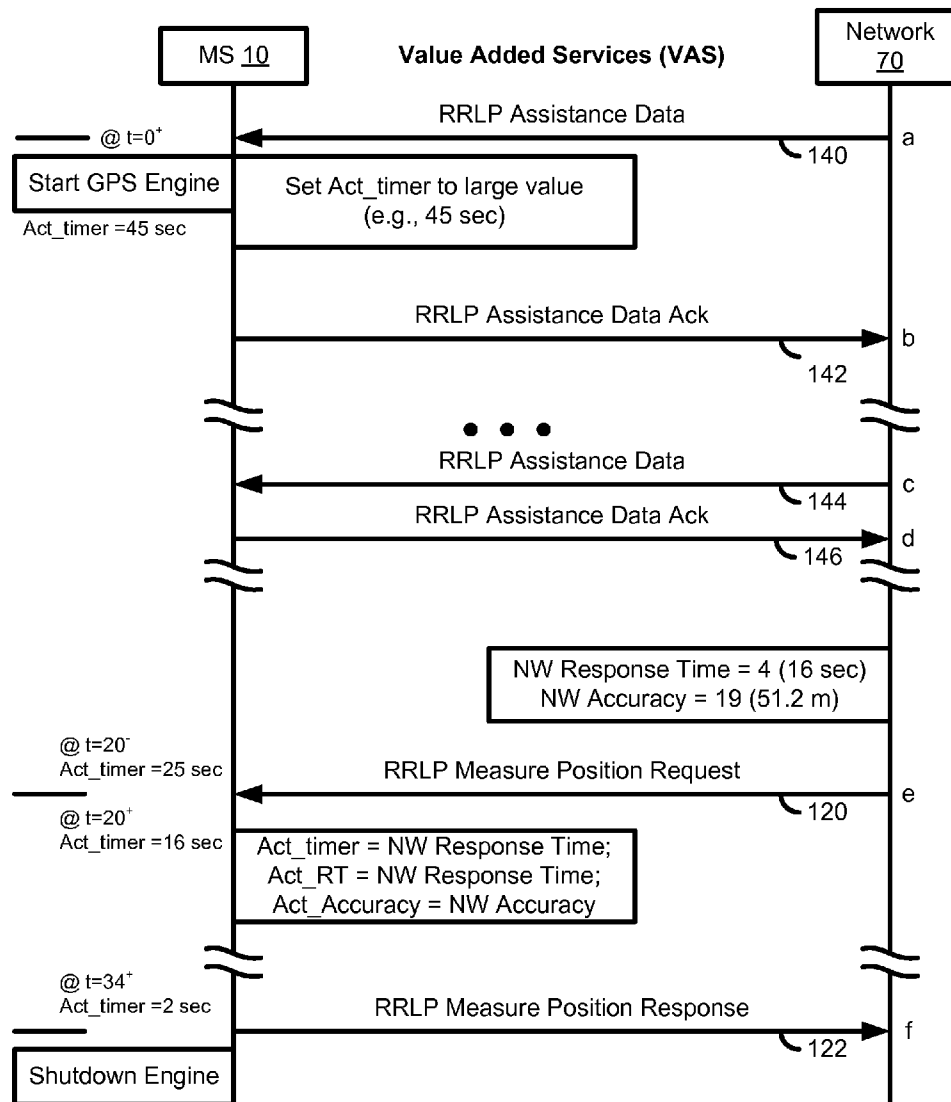 MS 10
Value Added Services (VAS)
Network
70
RRLP Assistance Data
a
140
@ t=0+
Start GPS Engine
Act_timer =45 sec
Set Act_timer to large value
(e.g., 45 sec)
RRLP Assistance Data Ack
b
142
• • •
RRLP Assistance Data
c
144
RRLP Assistance Data Ack
d
146
NW Response Time = 4 (16 sec)
NW Accuracy = 19 (51.2 m)
@ t=20-
Act_timer =25 sec
RRLP Measure Position Request
e
120
@ t=20+
Act_timer =16 sec
Act_timer = NW Response Time;
Act_RT = NW Response Time;
Act_Accuracy = NW Accuracy
@ t=34+
Act_timer =2 sec
RRLP Measure Position Response
f
122
Shutdown Engine